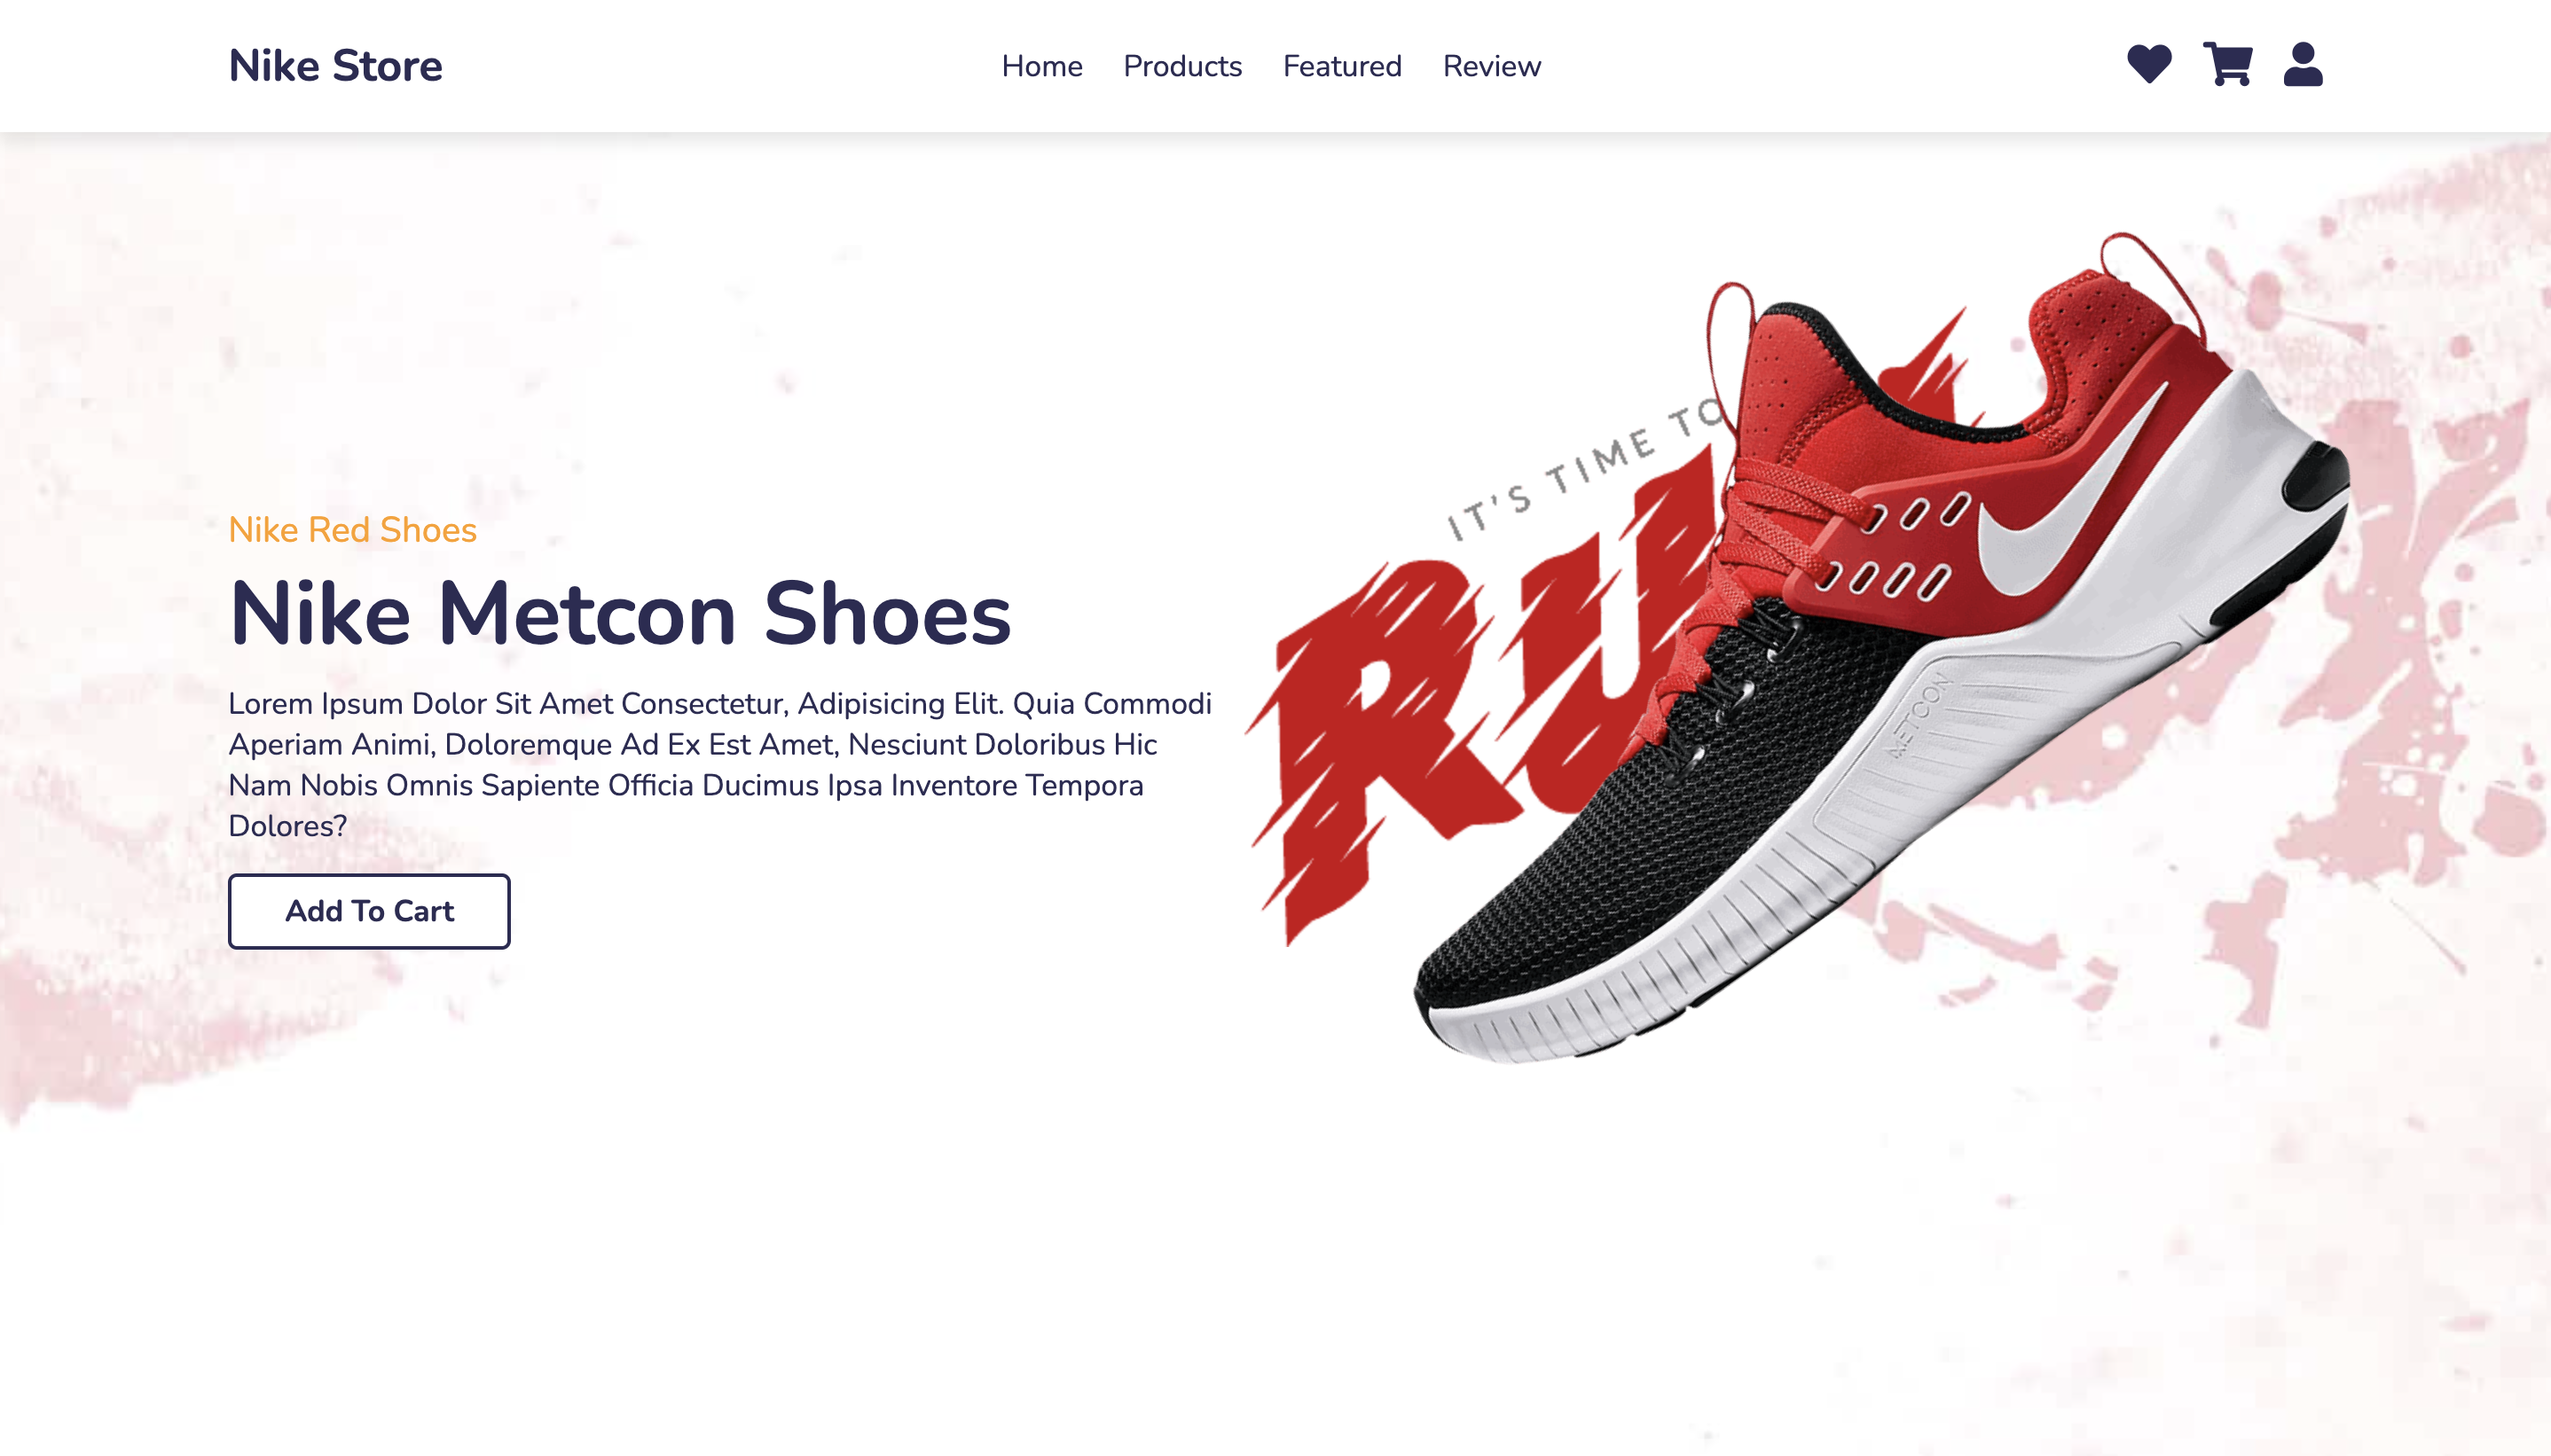 Nike Store
Home Products Featured Review
IT'S TIME TO
Nike Red Shoes
Nike Metcon Shoes
Lorem Ipsum Dolor Sit Amet Consectetur, Adipisicing Elit. Quia Commodi
Aperiam Animi, Doloremque Ad Ex Est Amet, Nesciunt Doloribus Hic
Nam Nobis Omnis Sapiente Officia Ducimus Ipsa Inventore Tempora
Dolores?
Add To Cart
METCON